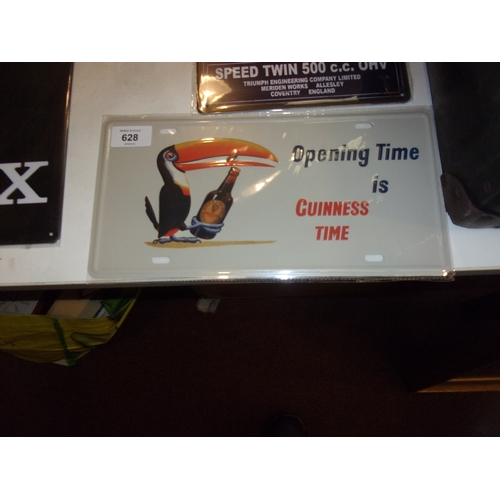 SPEED TWIN 500 C.C. OHV
TRIUMPH ENGINEERING COMPANY LIMITED
MERIDEN WORKS ALLESLEY
COVENTRY ENGLAND
628
Opening Time
is
GUINNESS
TIME
X